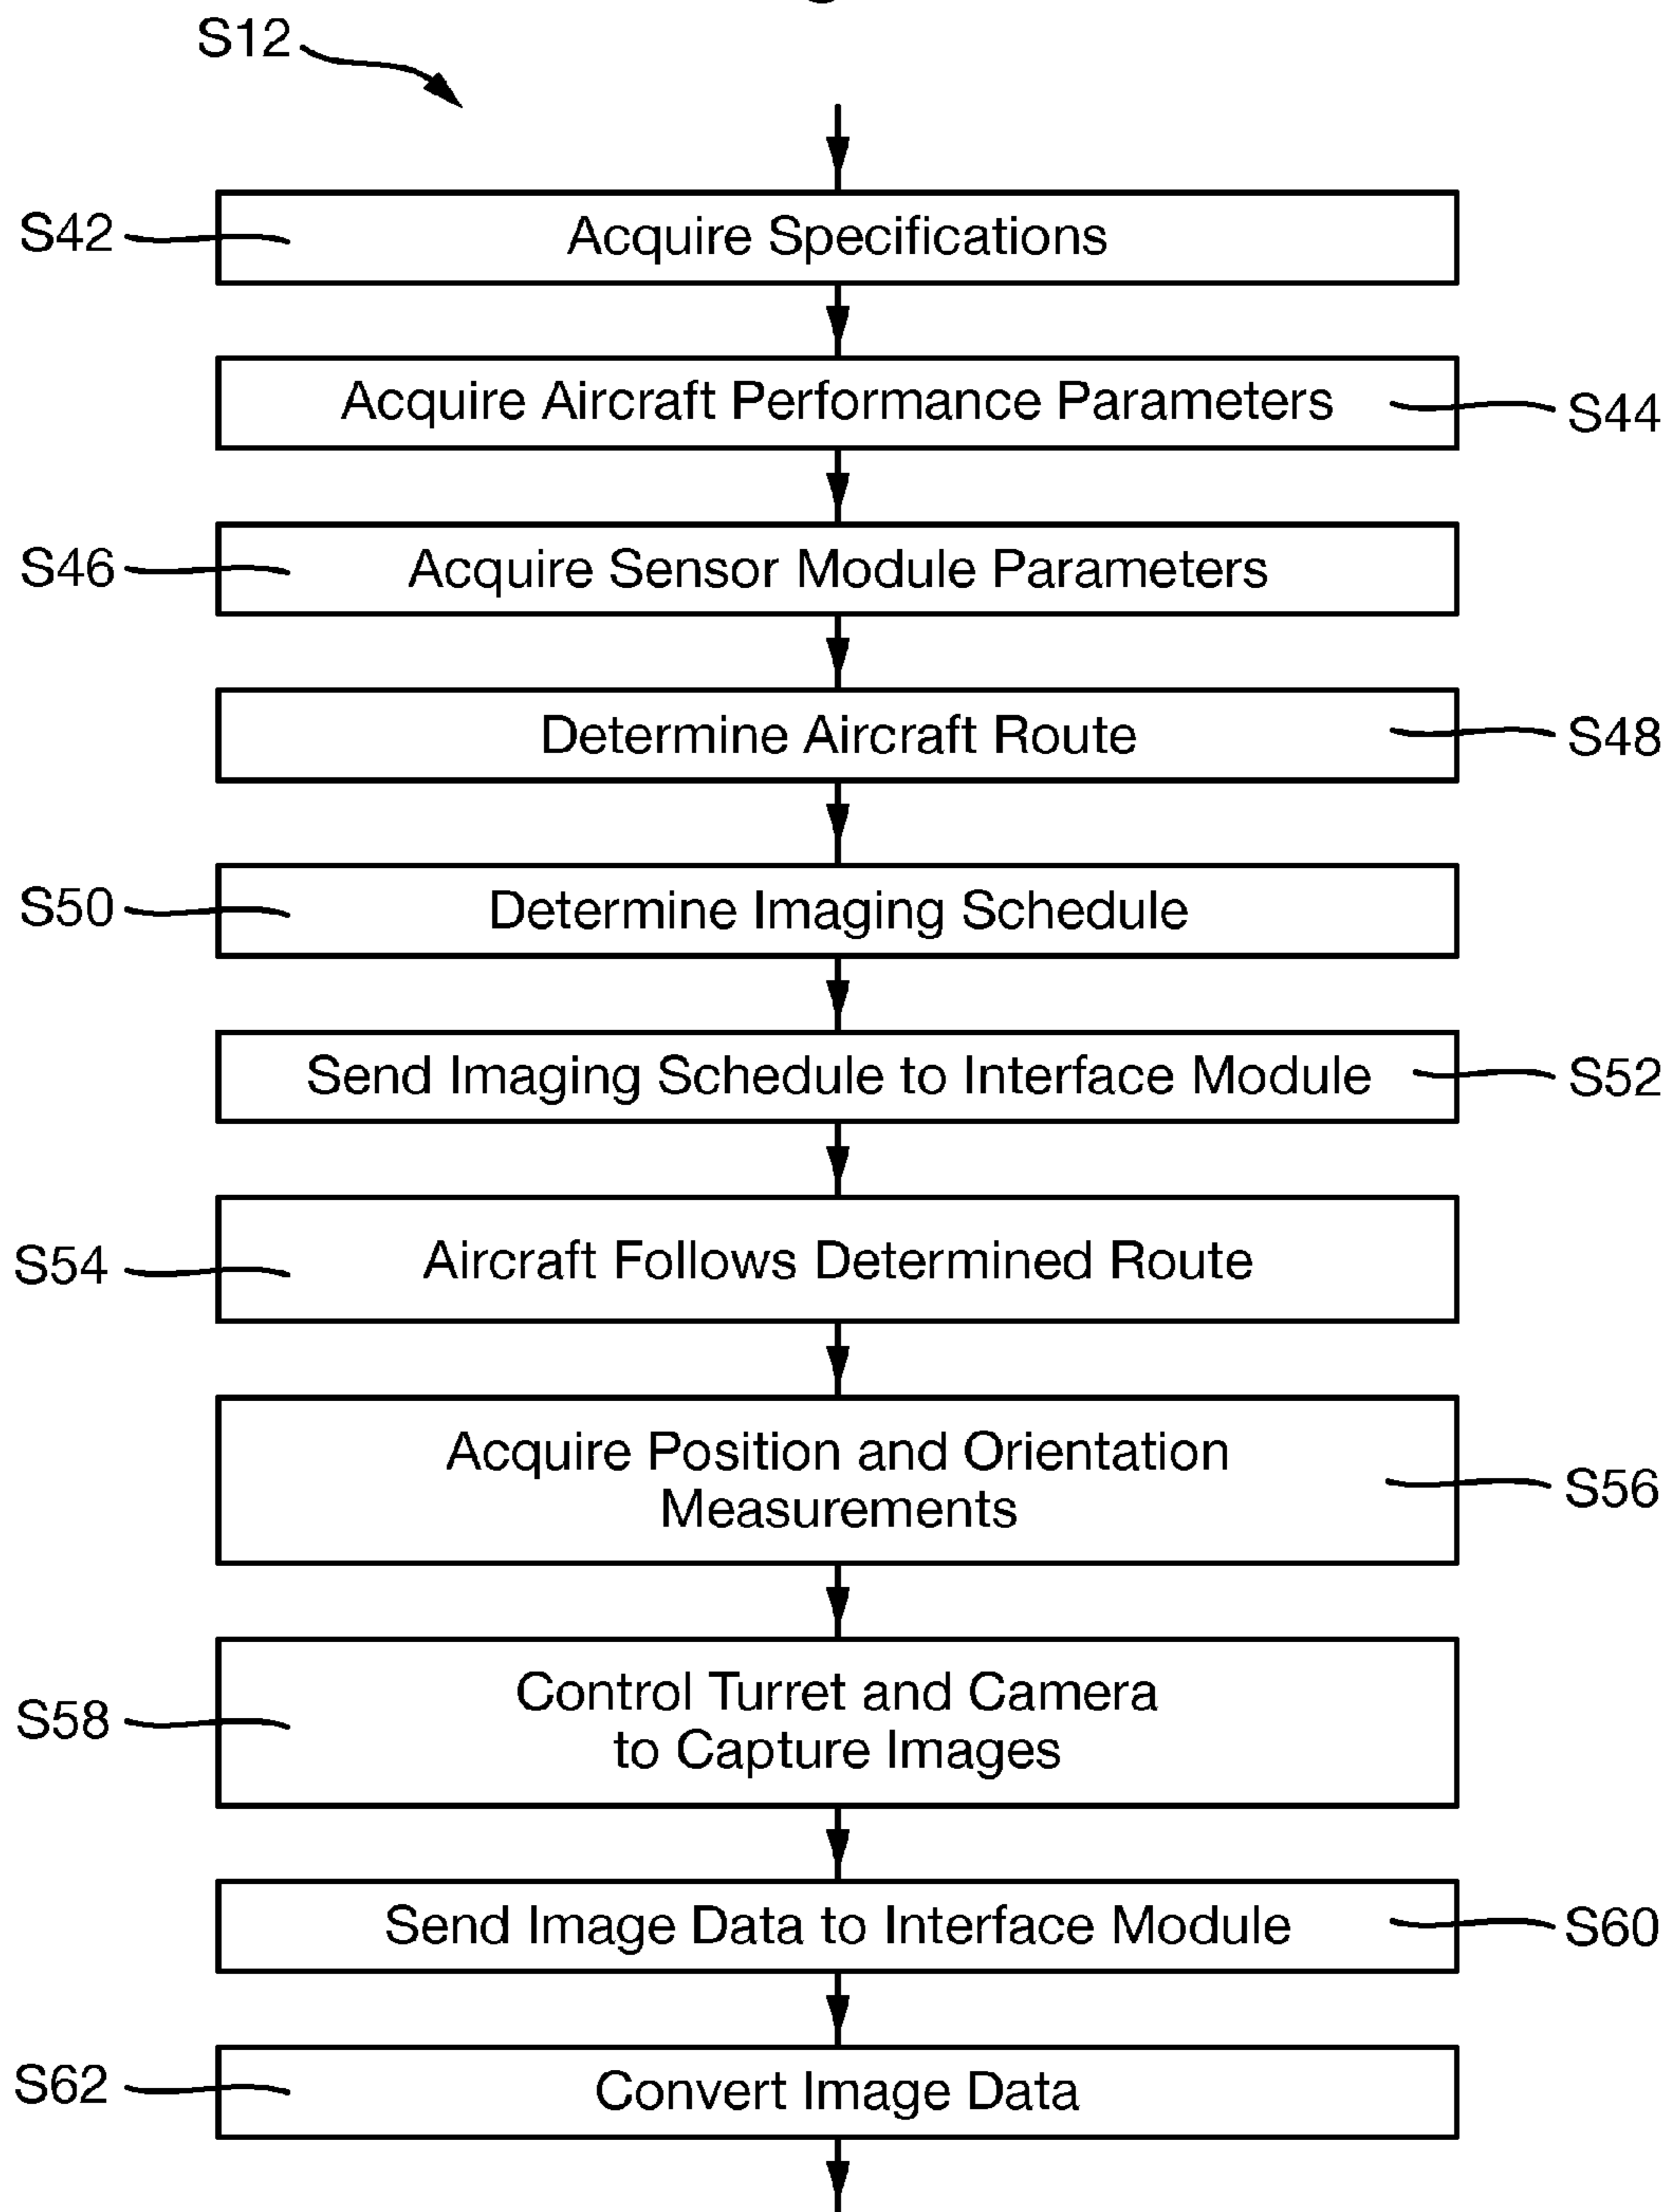 S12
S42 Acquire Specifications
Acquire Aircraft Performance Parameters S44
S46 Acquire Sensor Module Parameters
Determine Aircraft Route S48
S50 Determine Imaging Schedule
Send Imaging Schedule to Interface Module S52
S54 Aircraft Follows Determined Route
Acquire Position and Orientation
Measurements S56
S58 Control Turret and Camera
to Capture Images
Send Image Data to Interface Module S60
S62 Convert Image Data